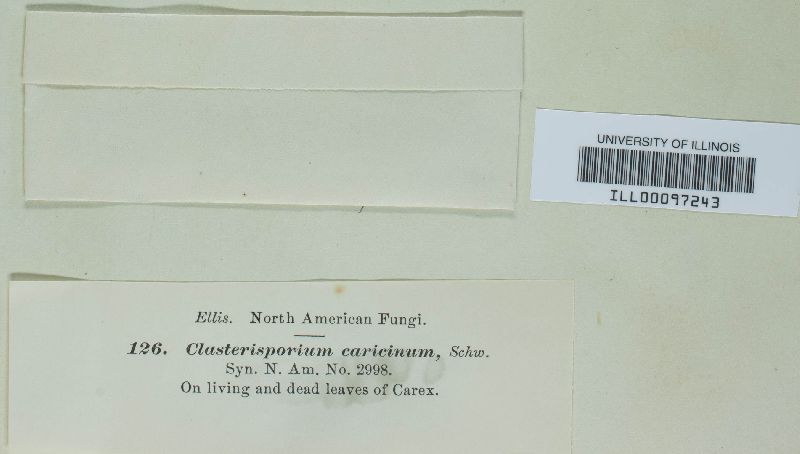 UNIVERSITY OF ILLINOIS
ILL00097243
Ellis. North American Fungi.
126. Clasterisporium caricinum, Schw.
Syn. N. Am. No. 2998.
On living and dead leaves of Carex.